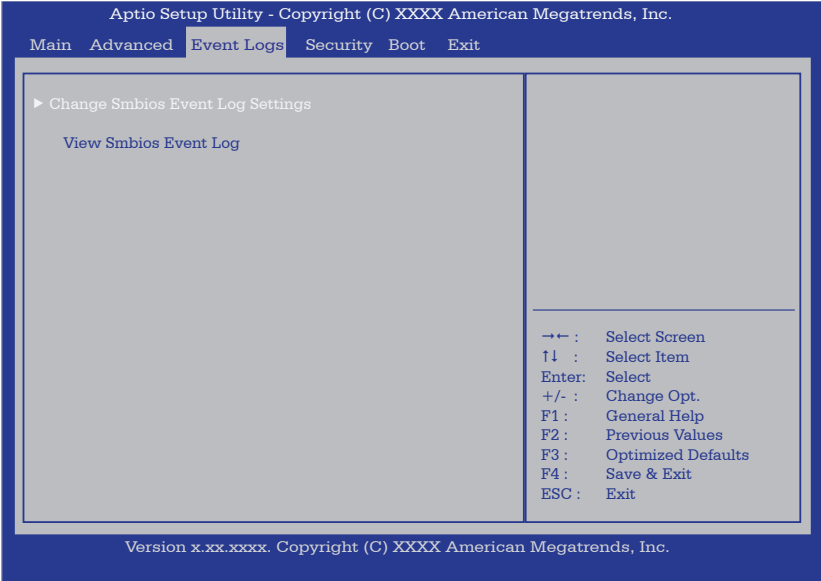 Aptio Setup Utility - Copyright (C) XXXX American Megatrends, Inc.
Main Advanced Event Logs Security Boot Exit
▶ Change Smbios Event Log Settings
View Smbios Event Log
→← : Select Screen
↑↓ : Select Item
Enter: Select
+/- : Change Opt.
F1 : General Help
F2 : Previous Values
F3 : Optimized Defaults
F4 : Save & Exit
ESC : Exit
Version x.xx.xxxx. Copyright (C) XXXX American Megatrends, Inc.